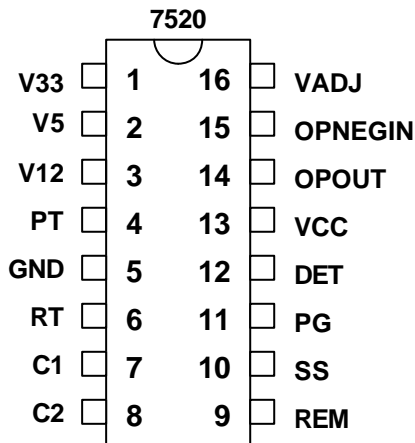 7520
V33 1 16 VADJ
V5 2 15 OPNEGIN
V12 3 14 OPOUT
PT 4 13 VCC
GND 5 12 DET
RT 6 11 PG
C1 7 10 SS
C2 8 9 REM